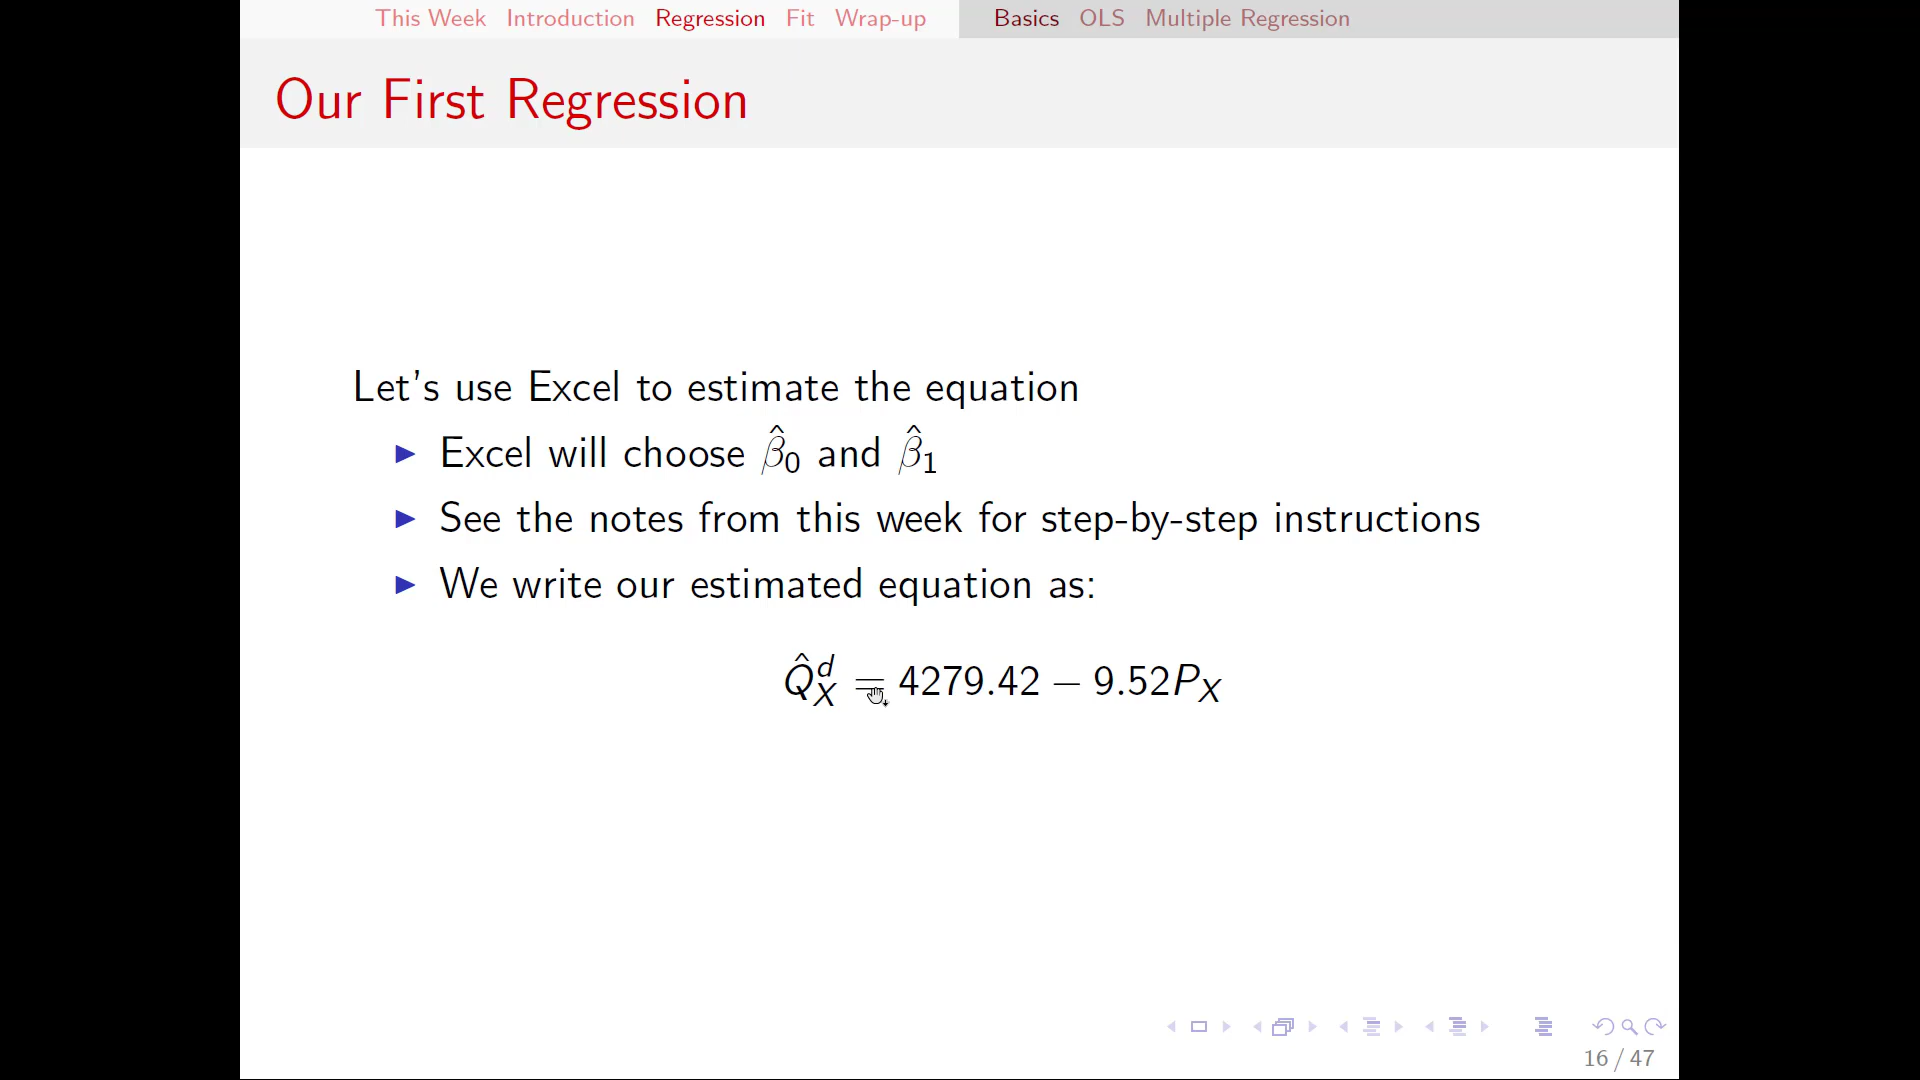 This Week Introduction Regression Fit Wrap-up Basics OLS Multiple Regression
Our First Regression
Let's use Excel to estimate the equation
▶ Excel will choose β̂₀ and β̂₁
▶ See the notes from this week for step-by-step instructions
▶ We write our estimated equation as:
Q̂ᵈ_X = 4279.42 − 9.52P_X
16 / 47